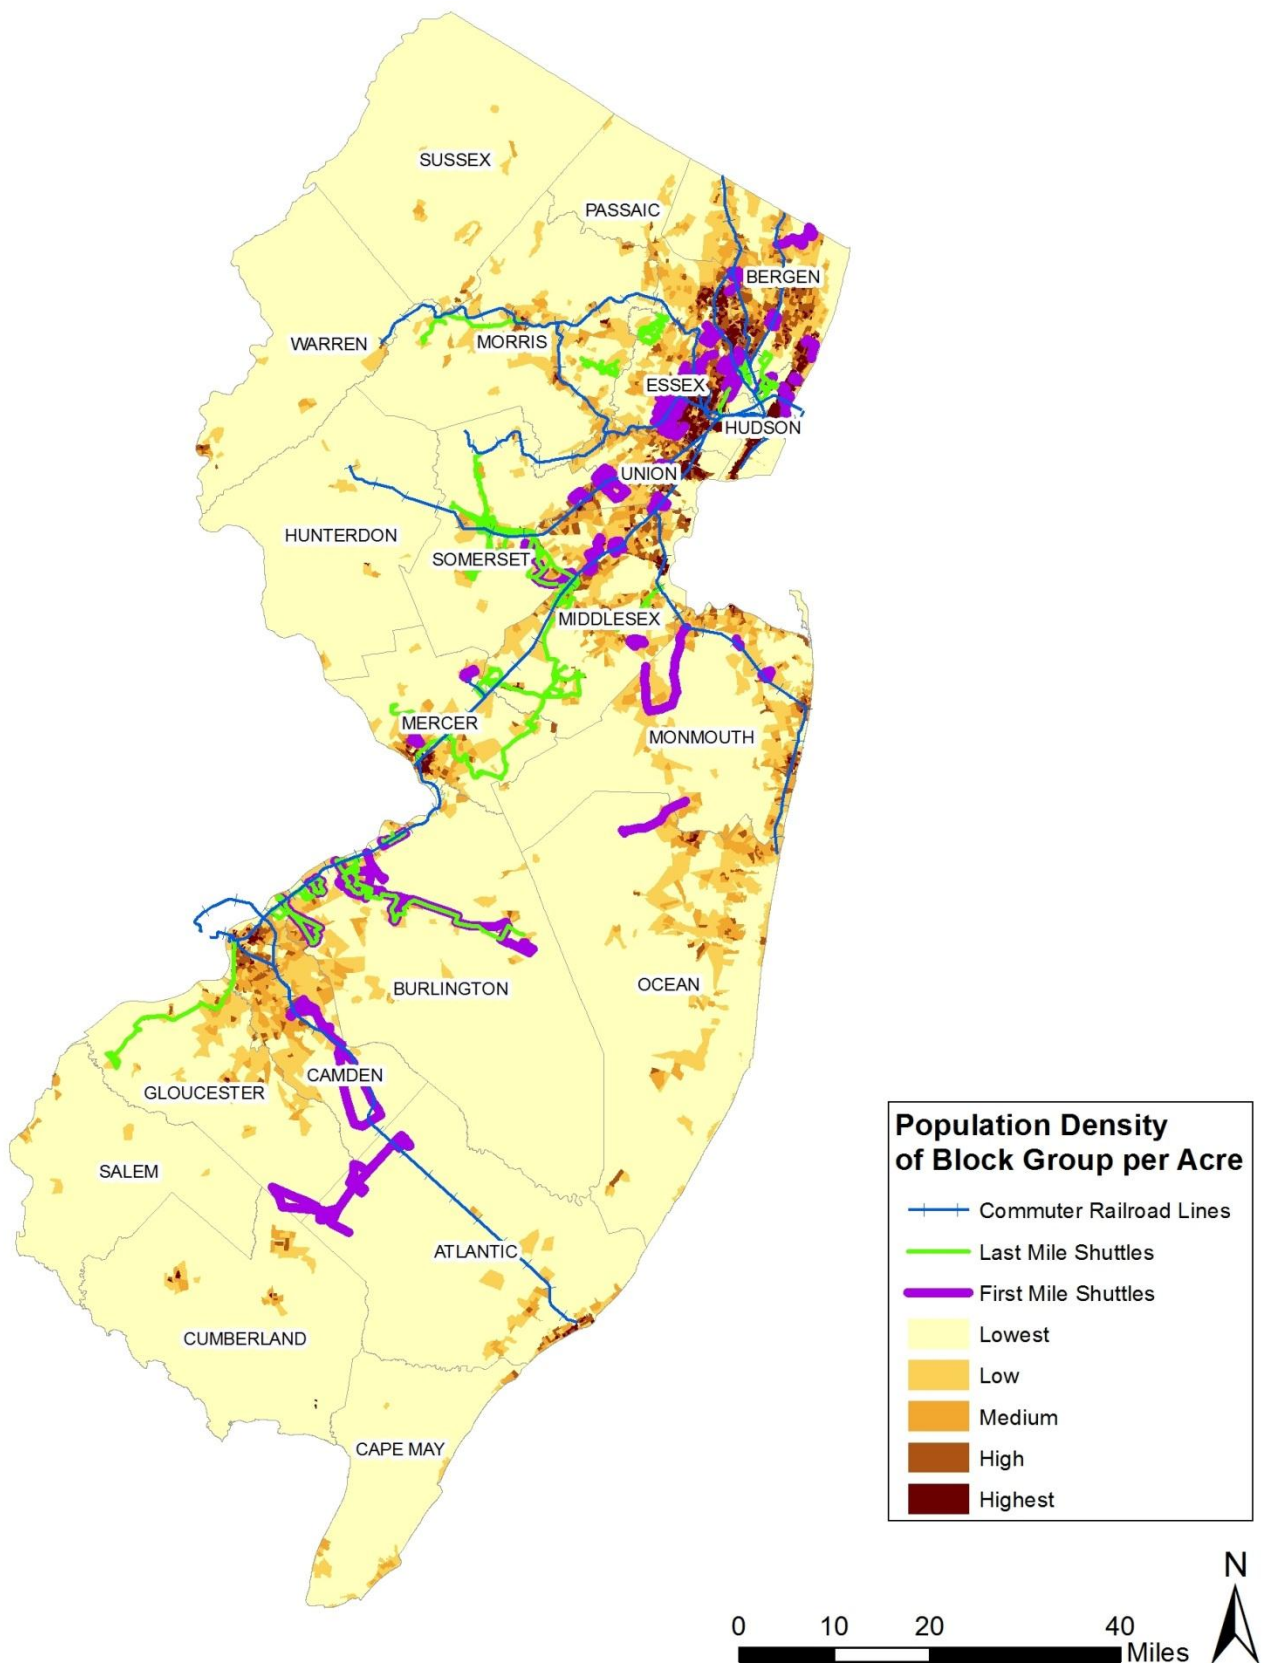 SUSSEX
PASSAIC
BERGEN
WARREN
MORRIS
ESSEX
HUDSON
UNION
HUNTERDON
SOMERSET
MIDDLESEX
MERCER
MONMOUTH
BURLINGTON
OCEAN
CAMDEN
GLOUCESTER
SALEM
ATLANTIC
CUMBERLAND
CAPE MAY
Population Density
of Block Group per Acre
Commuter Railroad Lines
Last Mile Shuttles
First Mile Shuttles
Lowest
Low
Medium
High
Highest
N
0 10 20 40
Miles